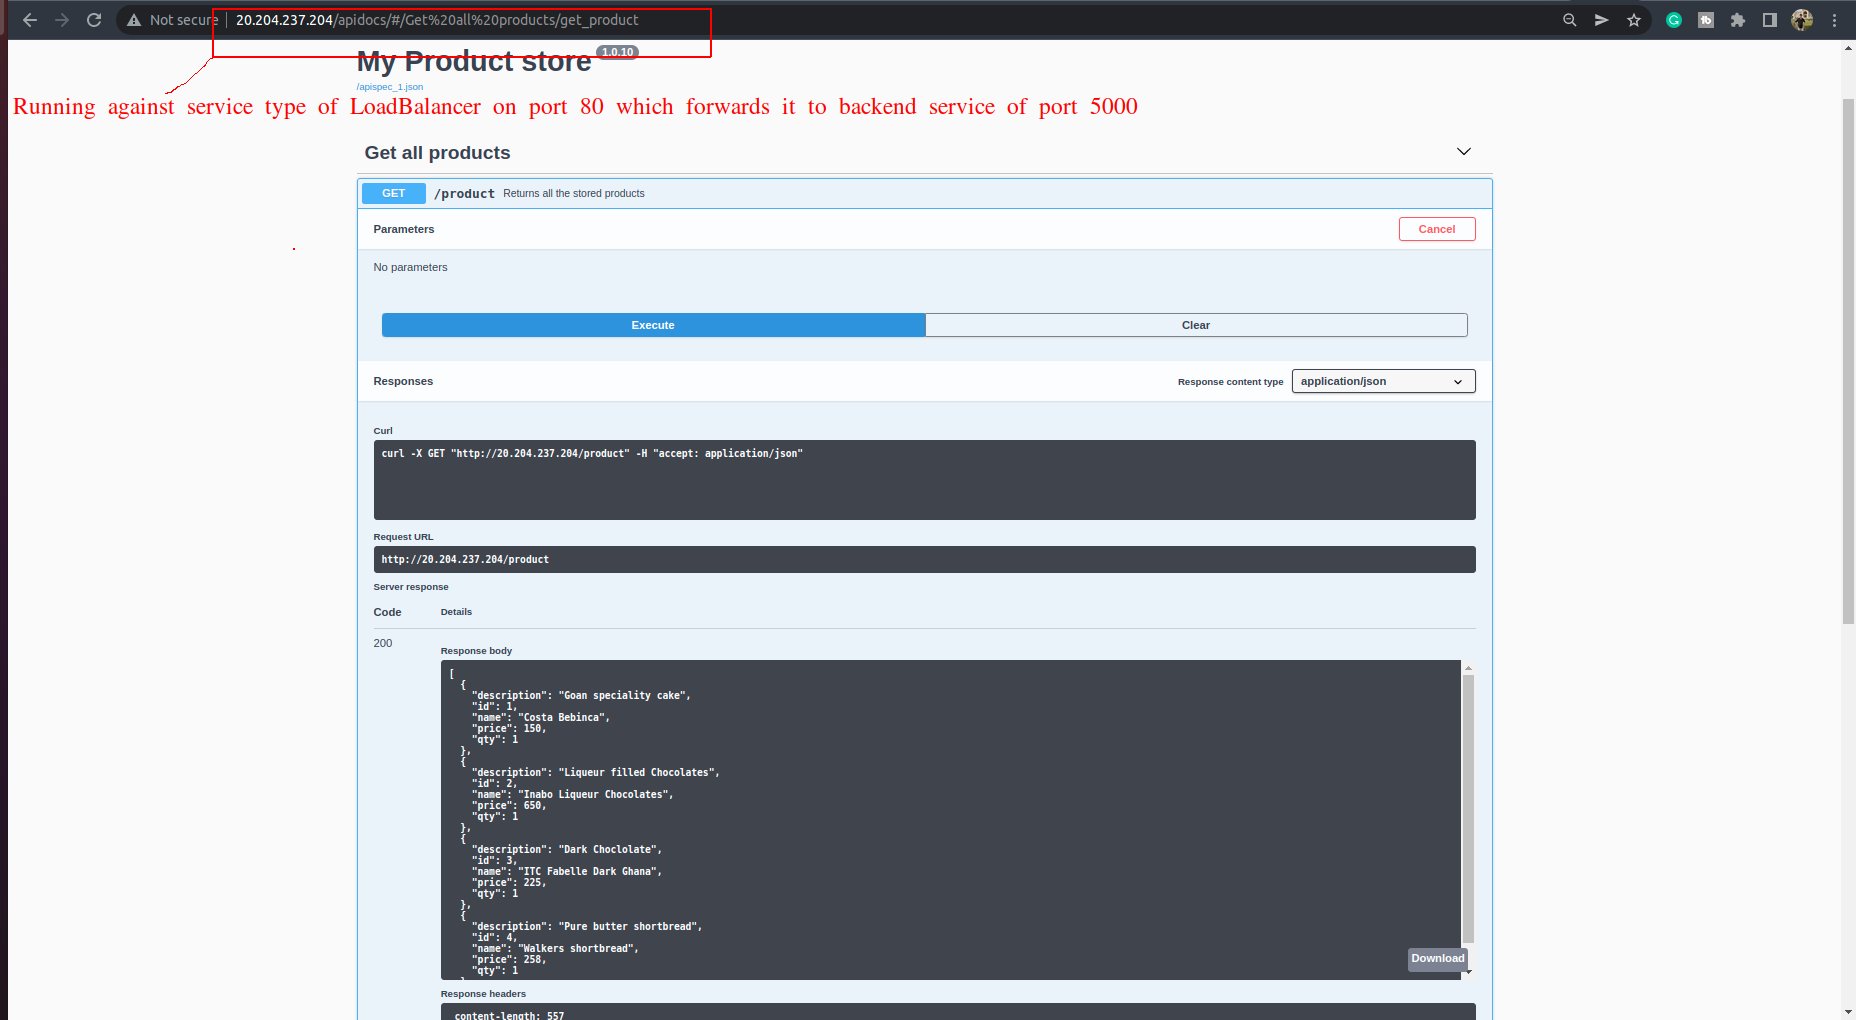 Not secure 20.204.237.204/apidocs/#/Get%20all%20products/get_product
My Product store 1.0.10
/apispec_1.json
Running against service type of LoadBalancer on port 80 which forwards it to backend service of port 5000
Get all products
GET /product Returns all the stored products
Parameters Cancel
No parameters
Execute Clear
Responses Response content type application/json
Curl
curl -X GET "http://20.204.237.204/product" -H "accept: application/json"
Request URL
http://20.204.237.204/product
Server response
Code Details
200
Response body
[
{
"description": "Goan speciality cake",
"id": 1,
"name": "Costa Bebinca",
"price": 150,
"qty": 1
},
{
"description": "Liqueur filled Chocolates",
"id": 2,
"name": "Inabo Liqueur Chocolates",
"price": 650,
"qty": 1
},
{
"description": "Dark Choclolate",
"id": 3,
"name": "ITC Fabelle Dark Ghana",
"price": 225,
"qty": 1
},
{
"description": "Pure butter shortbread",
"id": 4,
"name": "Walkers shortbread",
"price": 258,
"qty": 1
Download
Response headers
content-length: 557